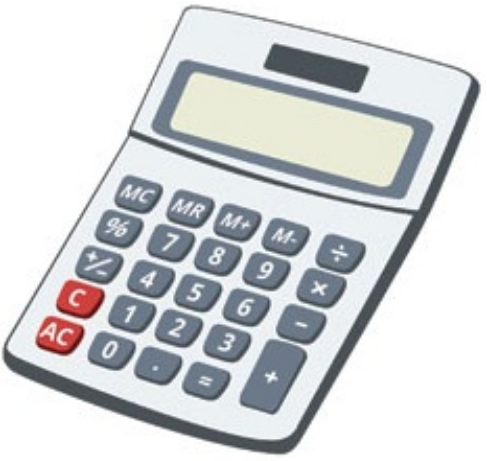 MC MR M+ M- ÷
% 7 8 9 ×
+/− 4 5 6 −
C 1 2 3 +
AC 0 . =